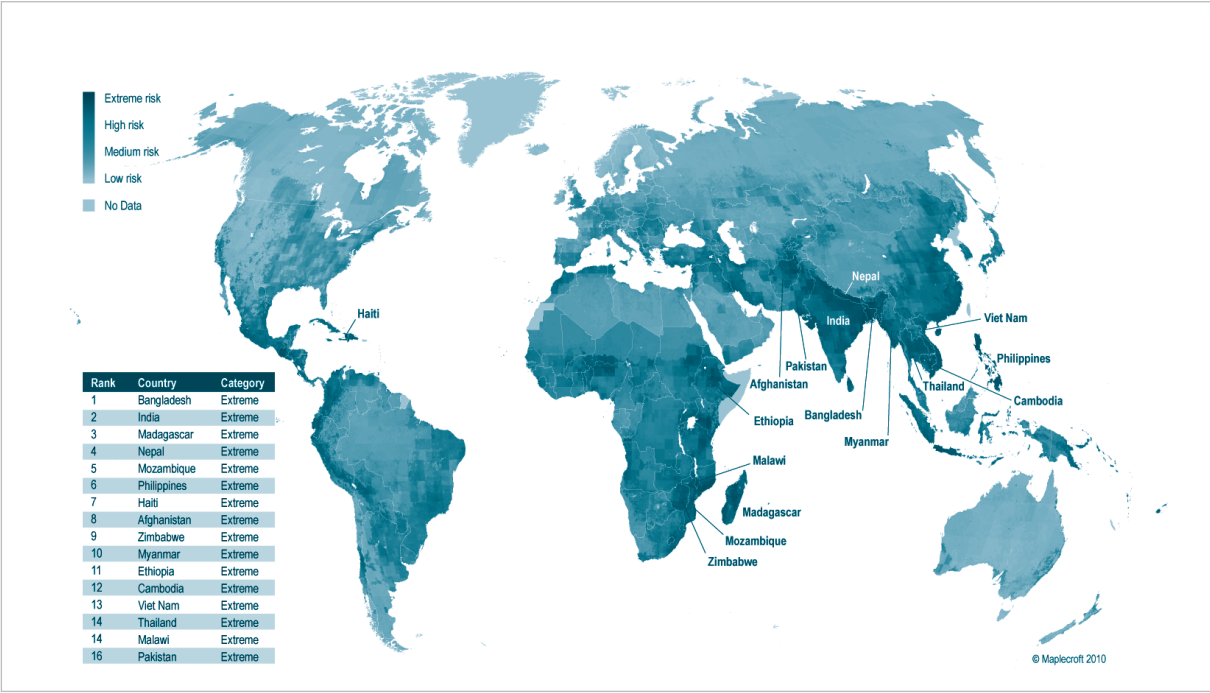 Extreme risk
High risk
Medium risk
Low risk
No Data
Haiti
Nepal
India
Viet Nam
Philippines
Pakistan
Thailand
Afghanistan
Cambodia
Bangladesh
Ethiopia
Myanmar
Malawi
Madagascar
Mozambique
Zimbabwe
Rank Country Category
1 Bangladesh Extreme
2 India Extreme
3 Madagascar Extreme
4 Nepal Extreme
5 Mozambique Extreme
6 Philippines Extreme
7 Haiti Extreme
8 Afghanistan Extreme
9 Zimbabwe Extreme
10 Myanmar Extreme
11 Ethiopia Extreme
12 Cambodia Extreme
13 Viet Nam Extreme
14 Thailand Extreme
14 Malawi Extreme
16 Pakistan Extreme
© Maplecroft 2010